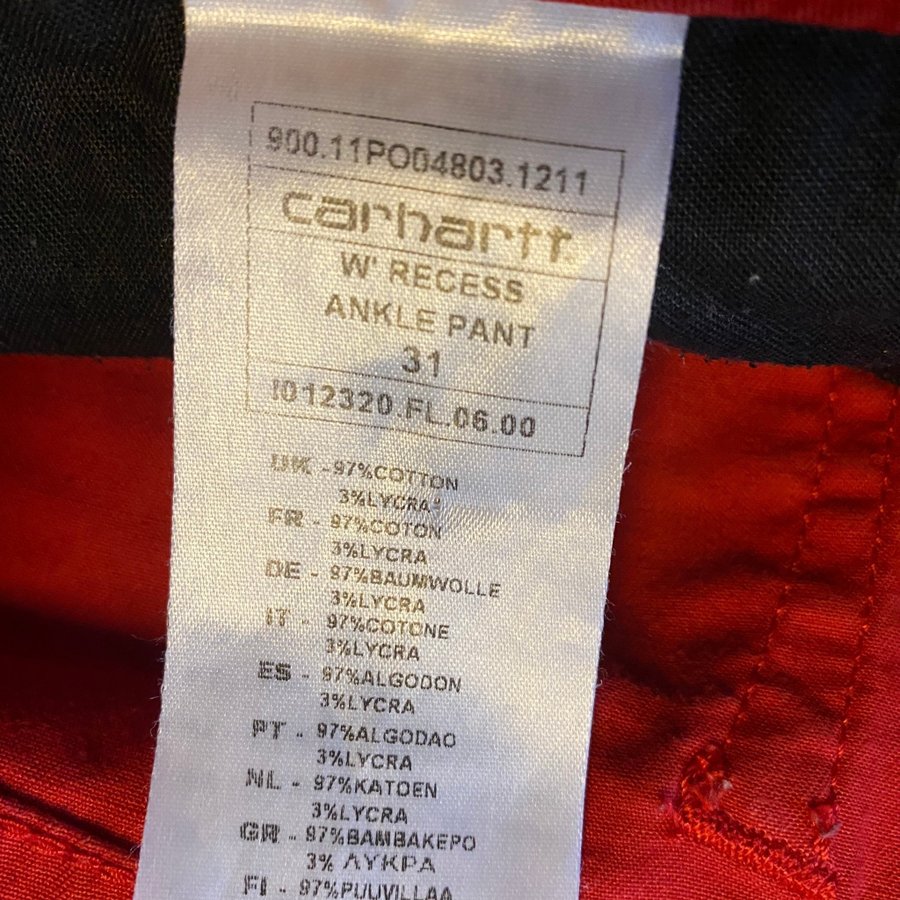 900.11PO04803.1211
carhartt
W' RECESS
ANKLE PANT
31
I012320.FL.06.00
UK - 97%COTTON
3%LYCRA
FR - 97%COTON
3%LYCRA
DE - 97%BAUMWOLLE
3%LYCRA
IT - 97%COTONE
3%LYCRA
ES - 97%ALGODON
3%LYCRA
PT - 97%ALGODAO
3%LYCRA
NL - 97%KATOEN
3%LYCRA
GR - 97%BAMBAKEPO
3% ΛYKPA
FI - 97%PUUVILLAA